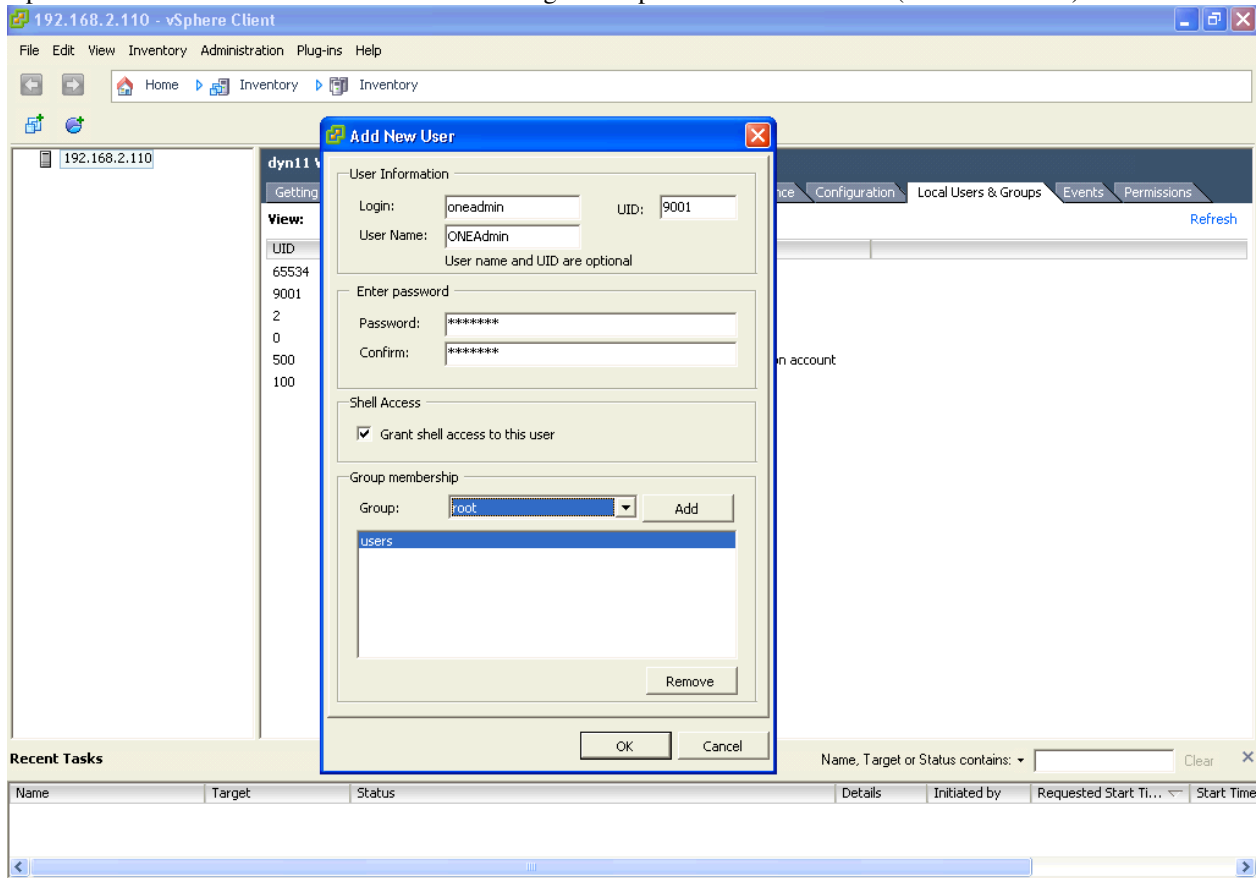 192.168.2.110 - vSphere Client
File Edit View Inventory Administration Plug-ins Help
Home Inventory Inventory
192.168.2.110
dyn11
Getting
Configuration Local Users & Groups Events Permissions
View:
Refresh
UID
65534
9001
2
0
500
account
100
Add New User
User Information
Login: oneadmin UID: 9001
User Name: ONEAdmin
User name and UID are optional
Enter password
Password: *******
Confirm: *******
Shell Access
Grant shell access to this user
Group membership
Group: root Add
users
Remove
OK Cancel
Recent Tasks
Name, Target or Status contains: Clear
Name Target Status Details Initiated by Requested Start Ti... Start Time